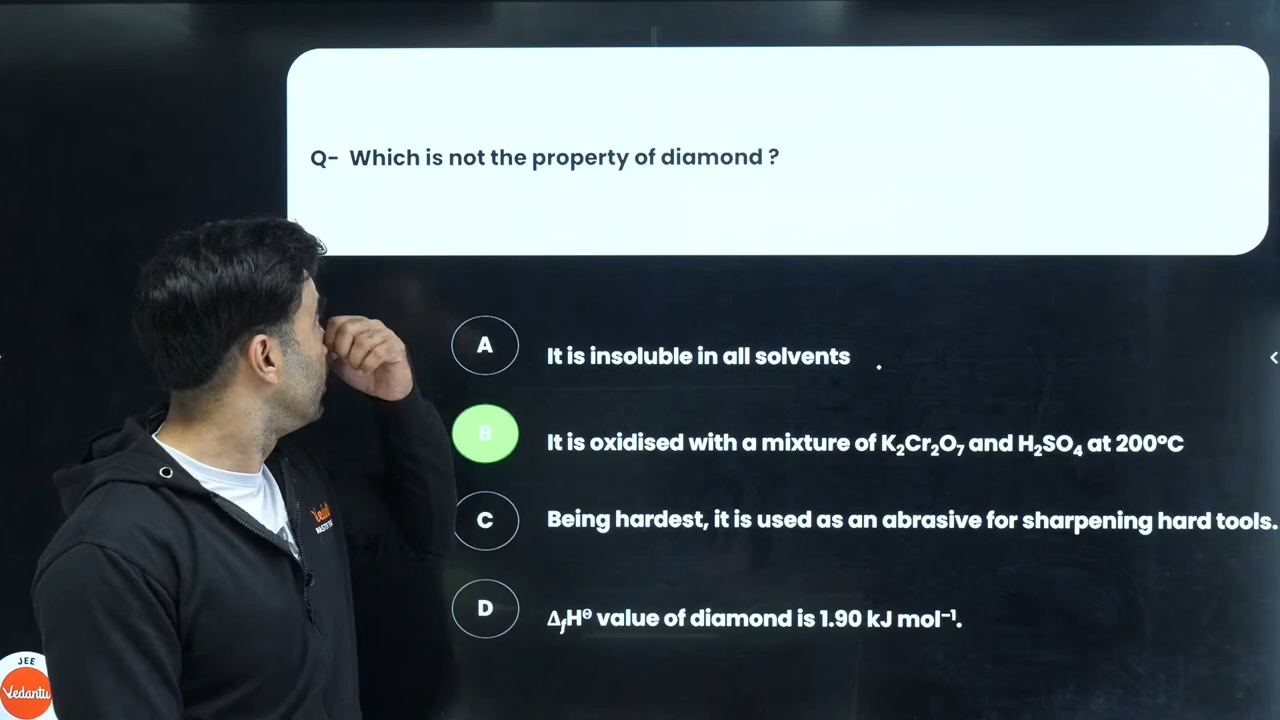 Q- Which is not the property of diamond ?
A It is insoluble in all solvents
B It is oxidised with a mixture of K₂Cr₂O₇ and H₂SO₄ at 200°C
C Being hardest, it is used as an abrasive for sharpening hard tools.
D ΔfHᶱ value of diamond is 1.90 kJ mol⁻¹.
JEE
Vedantu